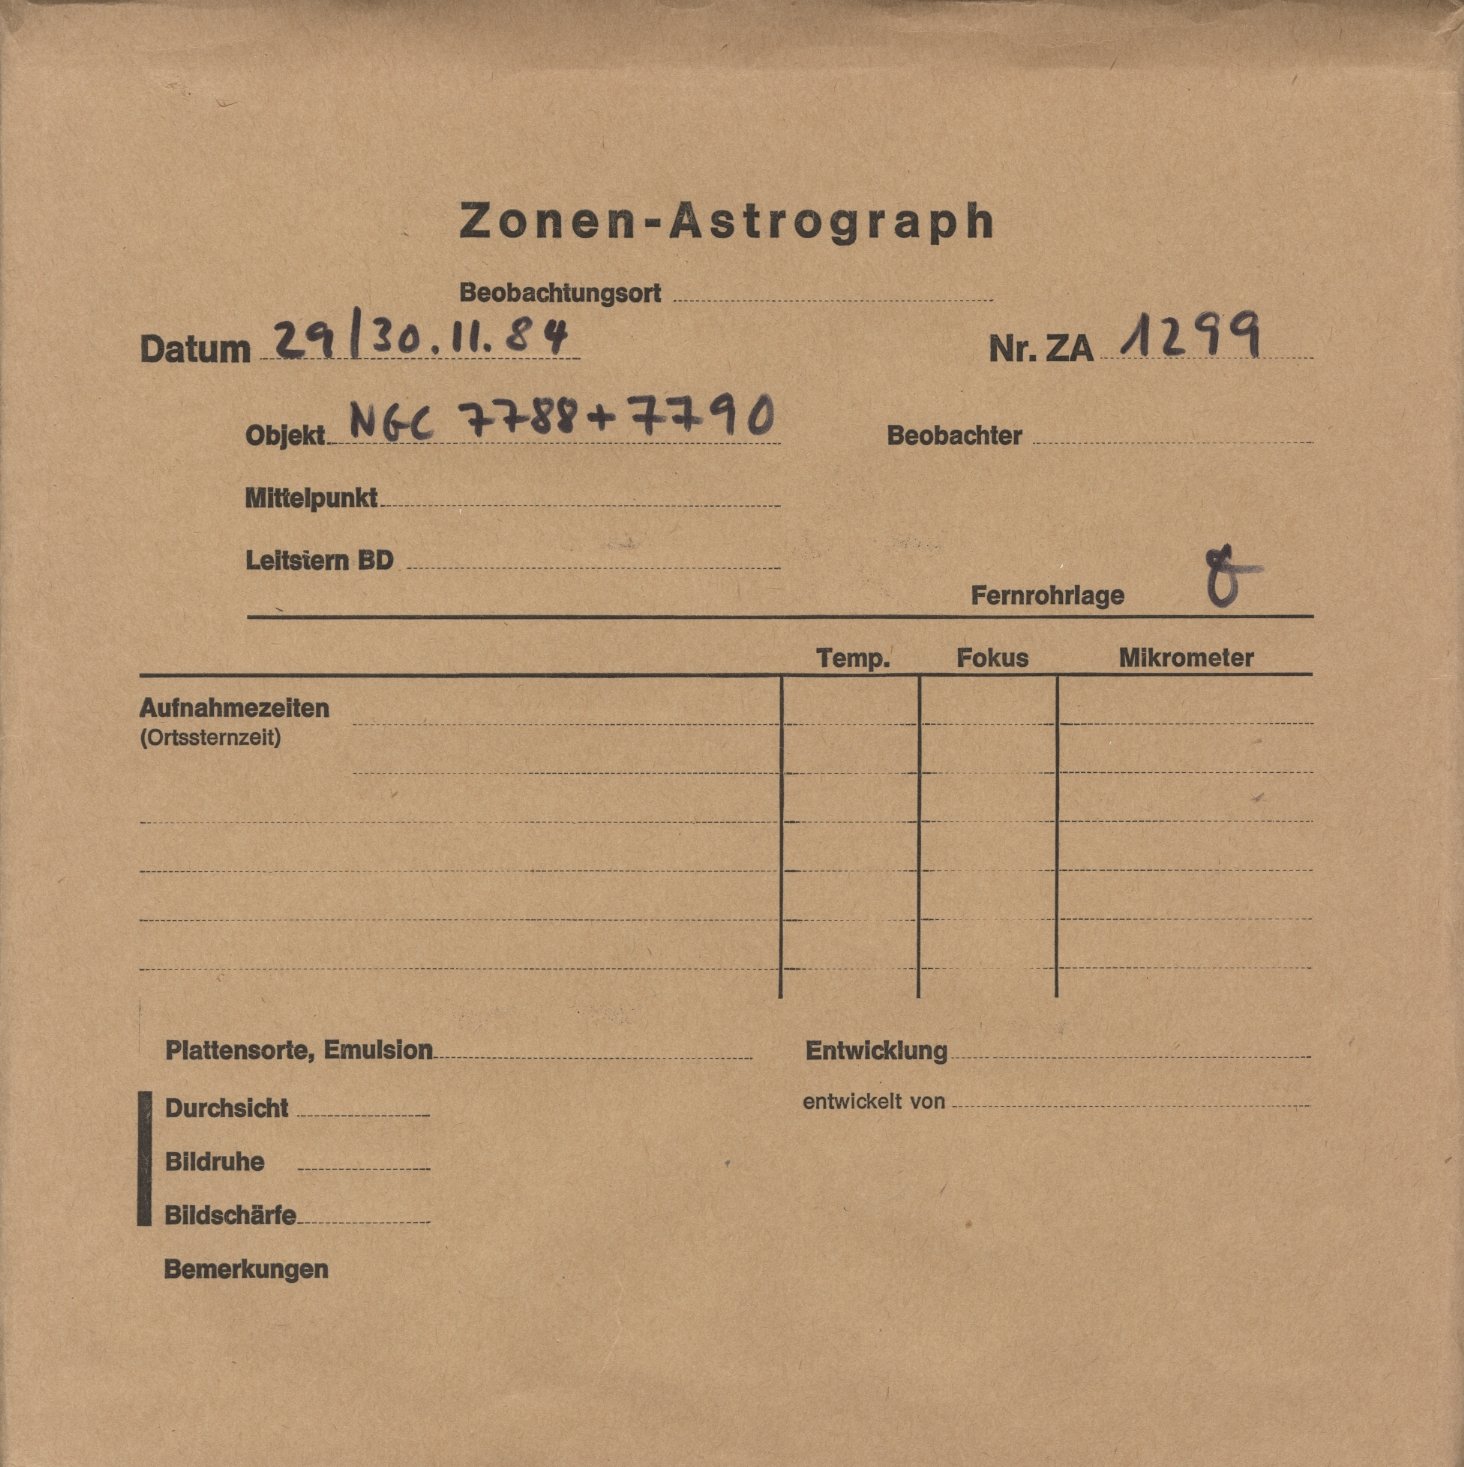 Zonen-Astrograph
Beobachtungsort
Datum 29/30.11.84
Nr. ZA 1299
Objekt NGC 7788+7790
Beobachter
Mittelpunkt
Leitstern BD
Fernrohrlage
Temp. Fokus Mikrometer
Aufnahmezeiten
(Ortssternzeit)
Plattensorte, Emulsion
Entwicklung
Durchsicht
entwickelt von
Bildruhe
Bildschärfe
Bemerkungen